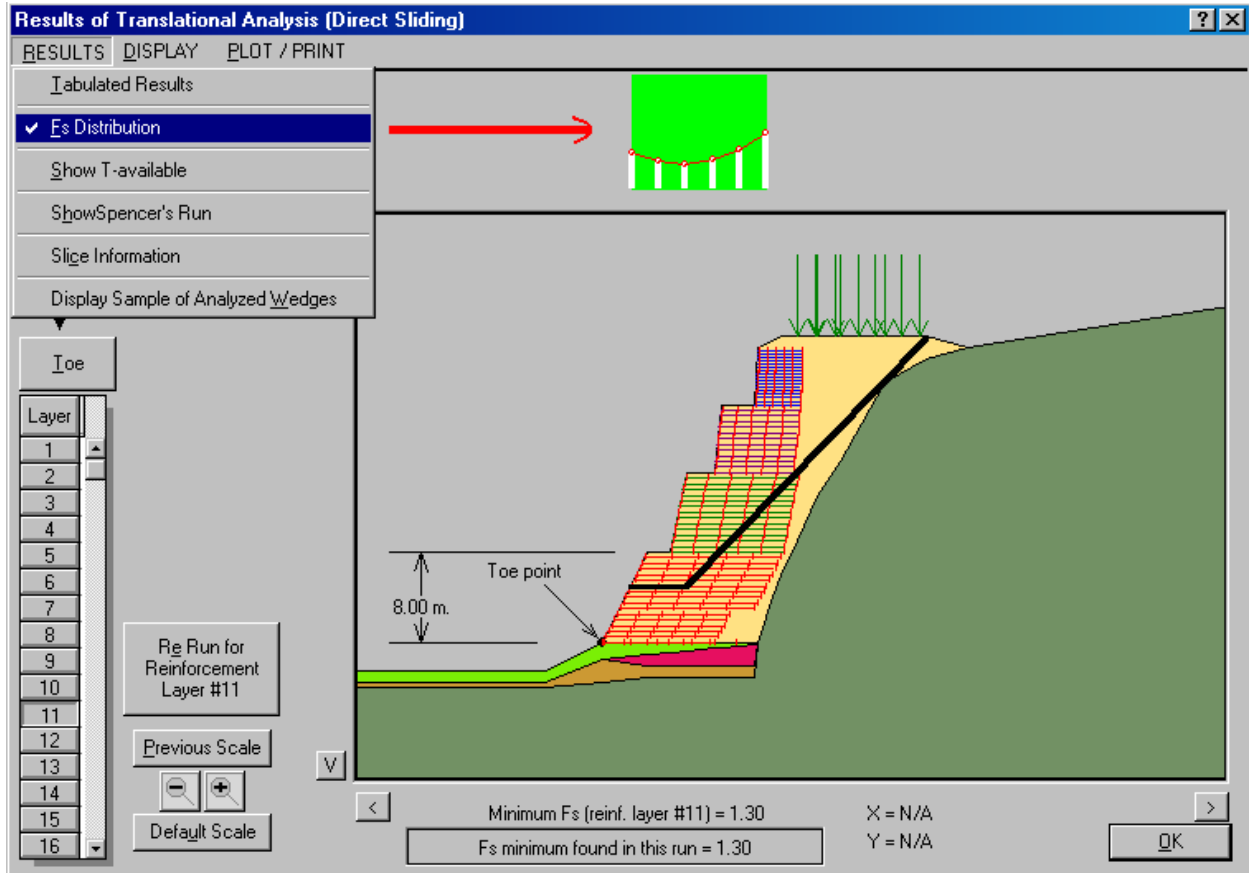 Results of Translational Analysis (Direct Sliding)
RESULTS DISPLAY PLOT / PRINT
Tabulated Results
Fs Distribution
Show T-available
ShowSpencer's Run
Slice Information
Display Sample of Analyzed Wedges
Toe
Layer
1
2
3
4
5
6
7
8
9
10
11
12
13
14
15
16
Re Run for
Reinforcement
Layer #11
Previous Scale
Default Scale
V
Toe point
8.00 m.
<
Minimum Fs (reinf. layer #11) = 1.30
X = N/A
>
Fs minimum found in this run = 1.30
Y = N/A
OK